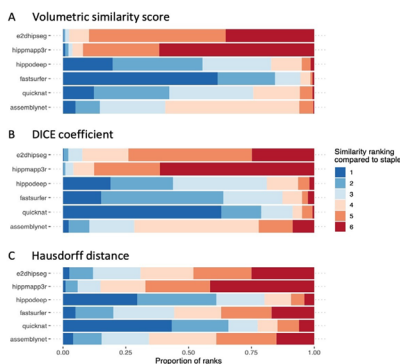 A Volumetric similarity score
e2dhipseg
hippmapp3r
hippodeep
fastsurfer
quicknat
assemblynet
B DICE coefficient
e2dhipseg
hippmapp3r
hippodeep
fastsurfer
quicknat
assemblynet
Similarity ranking
compared to staple
1
2
3
4
5
6
C Hausdorff distance
e2dhipseg
hippmapp3r
hippodeep
fastsurfer
quicknat
assemblynet
0.00 0.25 0.50 0.75 1.00
Proportion of ranks